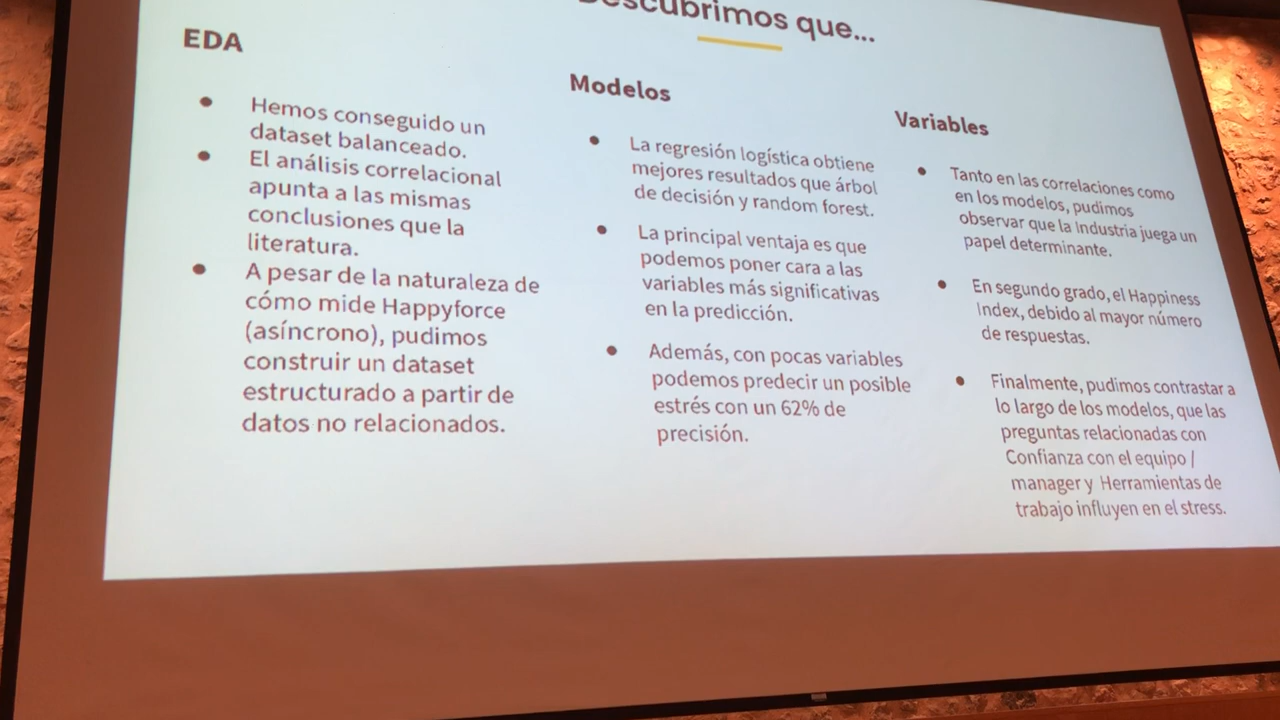 Descubrimos que...
EDA
● Hemos conseguido un
dataset balanceado.
● El análisis correlacional
apunta a las mismas
conclusiones que la
literatura.
● A pesar de la naturaleza de
cómo mide Happyforce
(asíncrono), pudimos
construir un dataset
estructurado a partir de
datos no relacionados.
Modelos
● La regresión logística obtiene
mejores resultados que árbol
de decisión y random forest.
● La principal ventaja es que
podemos poner cara a las
variables más significativas
en la predicción.
● Además, con pocas variables
podemos predecir un posible
estrés con un 62% de
precisión.
Variables
● Tanto en las correlaciones como
en los modelos, pudimos
observar que la Industria juega un
papel determinante.
● En segundo grado, el Happiness
Index, debido al mayor número
de respuestas.
● Finalmente, pudimos contrastar a
lo largo de los modelos, que las
preguntas relacionadas con
Confianza con el equipo /
manager y Herramientas de
trabajo influyen en el stress.